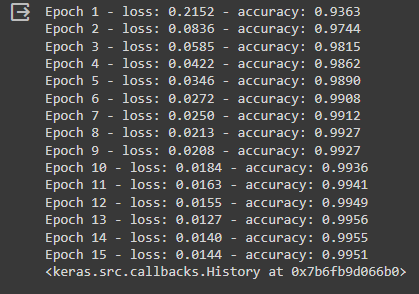 Epoch 1 - loss: 0.2152 - accuracy: 0.9363
Epoch 2 - loss: 0.0836 - accuracy: 0.9744
Epoch 3 - loss: 0.0585 - accuracy: 0.9815
Epoch 4 - loss: 0.0422 - accuracy: 0.9862
Epoch 5 - loss: 0.0346 - accuracy: 0.9890
Epoch 6 - loss: 0.0272 - accuracy: 0.9908
Epoch 7 - loss: 0.0250 - accuracy: 0.9912
Epoch 8 - loss: 0.0213 - accuracy: 0.9927
Epoch 9 - loss: 0.0208 - accuracy: 0.9927
Epoch 10 - loss: 0.0184 - accuracy: 0.9936
Epoch 11 - loss: 0.0163 - accuracy: 0.9941
Epoch 12 - loss: 0.0155 - accuracy: 0.9949
Epoch 13 - loss: 0.0127 - accuracy: 0.9956
Epoch 14 - loss: 0.0140 - accuracy: 0.9955
Epoch 15 - loss: 0.0144 - accuracy: 0.9951
<keras.src.callbacks.History at 0x7b6fb9d066b0>